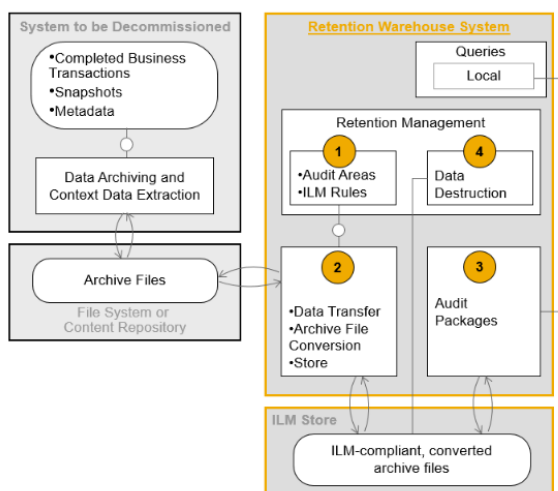 System to be Decommissioned
•Completed Business
Transactions
•Snapshots
•Metadata
Data Archiving and
Context Data Extraction
Archive Files
File System or
Content Repository
Retention Warehouse System
Queries
Local
Retention Management
1
•Audit Areas
•ILM Rules
4
Data
Destruction
2
•Data Transfer
•Archive File
Conversion
•Store
3
Audit
Packages
ILM Store
ILM-compliant, converted
archive files